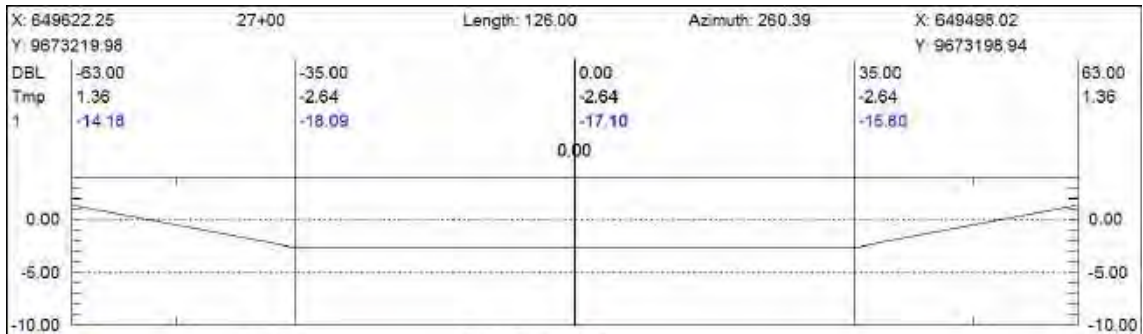 X: 649622.25 27+00 Length: 126.00 Azimuth: 260.39 X: 649498.02
Y: 9673219.98 Y: 9673198.94
DBL -63.00 -35.00 0.00 35.00 63.00
Tmp 1.36 -2.64 -2.64 -2.64 1.36
1 -14.18 -18.09 -17.10 -15.60
0.00
0.00 0.00
-5.00 -5.00
-10.00 -10.00